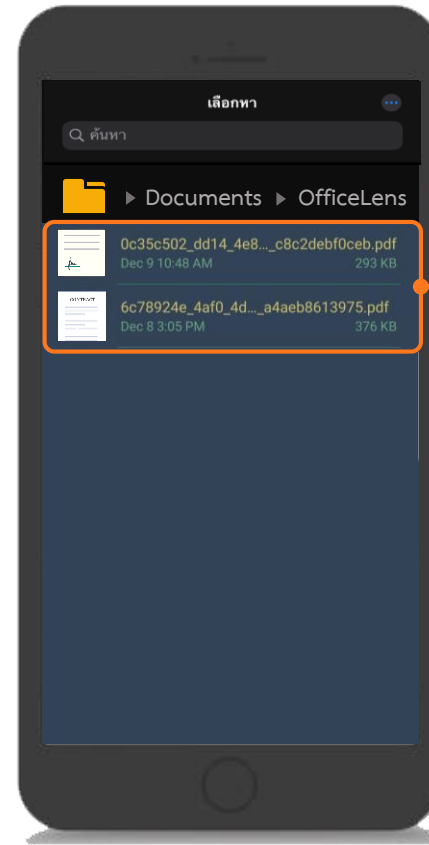 เลือกหา
ค้นหา
Documents OfficeLens
0c35c502_dd14_4e8..._c8c2debf0ceb.pdf
Dec 9 10:48 AM 293 KB
CONTRACT
6c78924e_4af0_4d..._a4aeb8613975.pdf
Dec 8 3:05 PM 376 KB